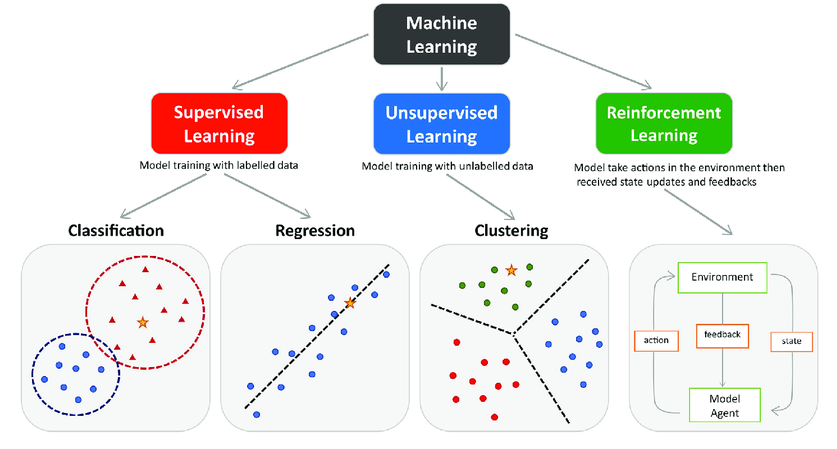 Machine
Learning
Supervised
Learning
Unsupervised
Learning
Reinforcement
Learning
Model training with labelled data
Model training with unlabelled data
Model take actions in the environment then
received state updates and feedbacks
Classification
Regression
Clustering
Environment
action
feedback
state
Model
Agent